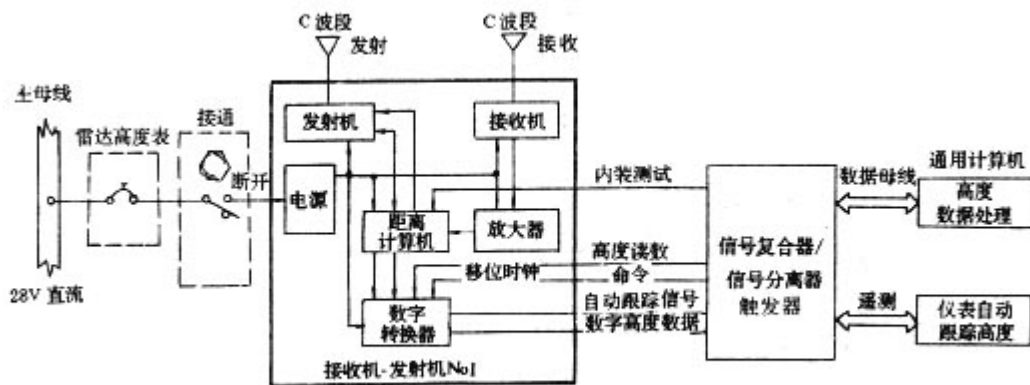 C 波段
发射
C 波段
接收
主母线
雷达高度表
接通
断开
28V 直流
发射机
接收机
电源
距离
计算机
放大器
数字
转换器
接收机-发射机No1
内装测试
高度读数
移位时钟
命令
自动跟踪信号
数字高度数据
信号复合器/
信号分离器
触发器
数据母线
通用计算机
高度
数据处理
遥测
仪表自动
跟踪高度